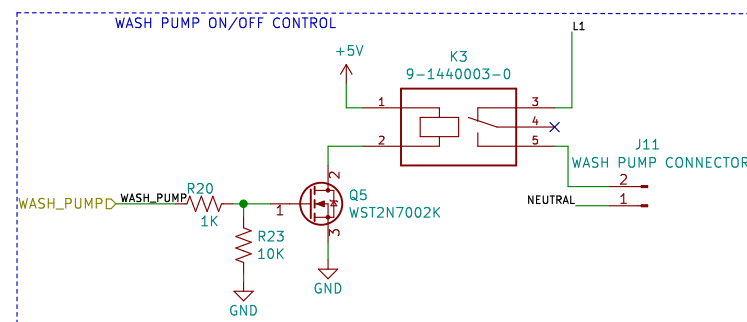 WASH PUMP ON/OFF CONTROL
L1
+5V
K3
9-1440003-0
1
3
4
2
5
J11
WASH PUMP CONNECTOR
2
2
WASH_PUMP
WASH_PUMP
R20
1K
1
Q5
WST2N7002K
NEUTRAL
1
3
R23
10K
GND
GND